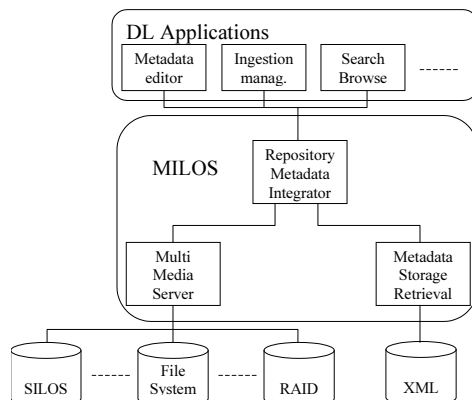 DL Applications
Metadata
editor
Ingestion
manag.
Search
Browse
MILOS
Repository
Metadata
Integrator
Multi
Media
Server
Metadata
Storage
Retrieval
SILOS
File
System
RAID
XML